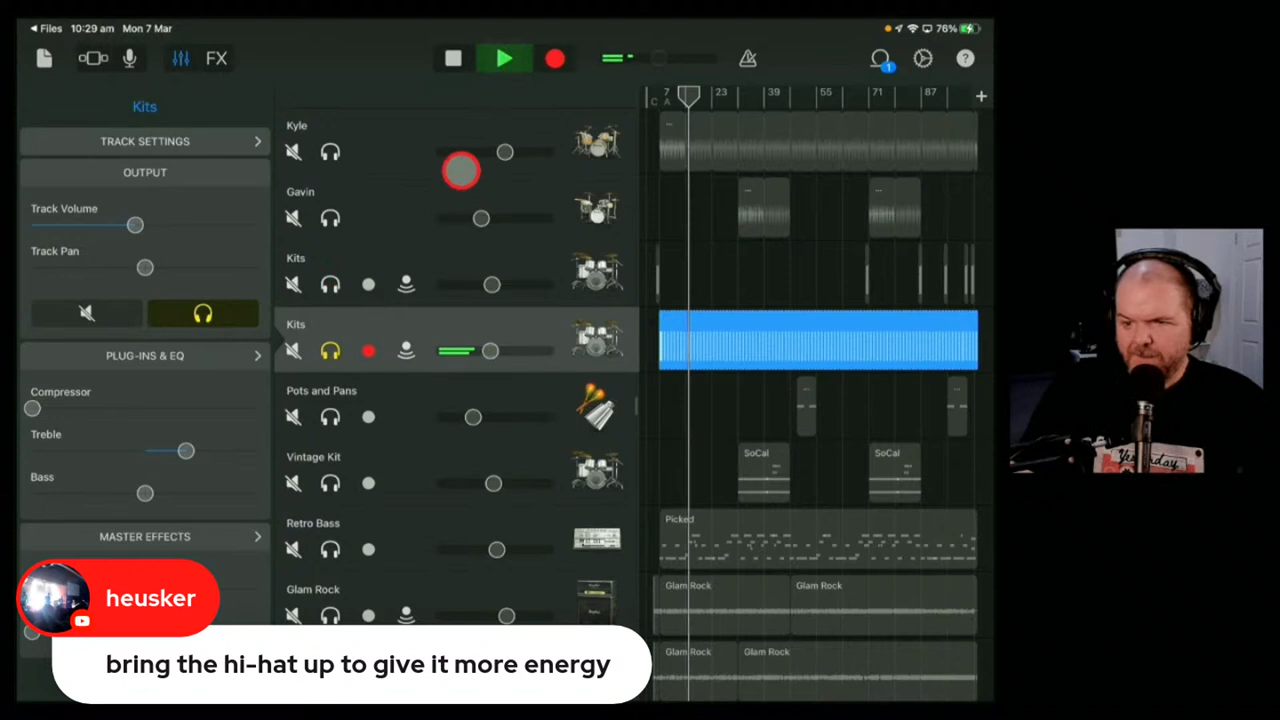 Files 10:29 am Mon 7 Mar 76%
FX
1
?
Kits
C 7 23 39 55 71 87 +
A
TRACK SETTINGS
OUTPUT
Track Volume
Track Pan
PLUG-INS & EQ
Compressor
Treble
Bass
MASTER EFFECTS
Kyle
Gavin
Kits
Kits
Pots and Pans
Vintage Kit
SoCal SoCal
Retro Bass
Picked
Glam Rock
Glam Rock Glam Rock
Glam Rock Glam Rock
Yesterday
heusker
bring the hi-hat up to give it more energy